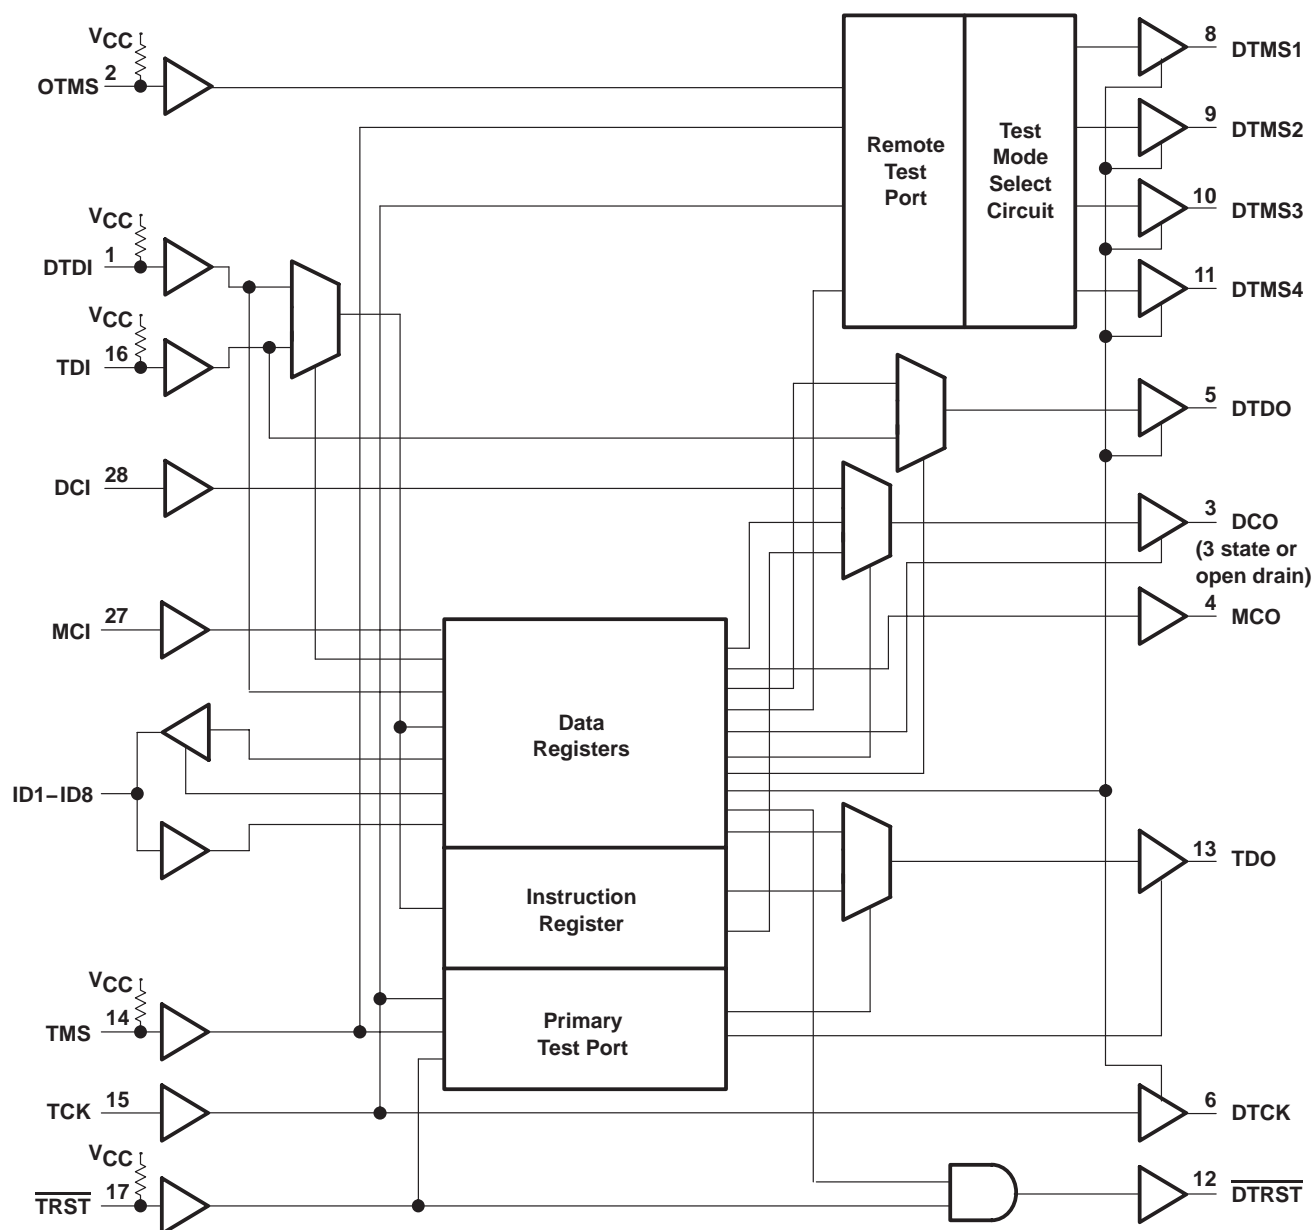 VCC
2
OTMS
8
DTMS1
9
DTMS2
10
DTMS3
11
DTMS4
Remote
Test
Port
Test
Mode
Select
Circuit
VCC
1
DTDI
VCC
16
TDI
5
DTDO
28
DCI
3
DCO
(3 state or
open drain)
27
MCI
4
MCO
Data
Registers
ID1–ID8
13
TDO
Instruction
Register
VCC
14
TMS
Primary
Test Port
15
TCK
6
DTCK
VCC
17
TRST
12
DTRST